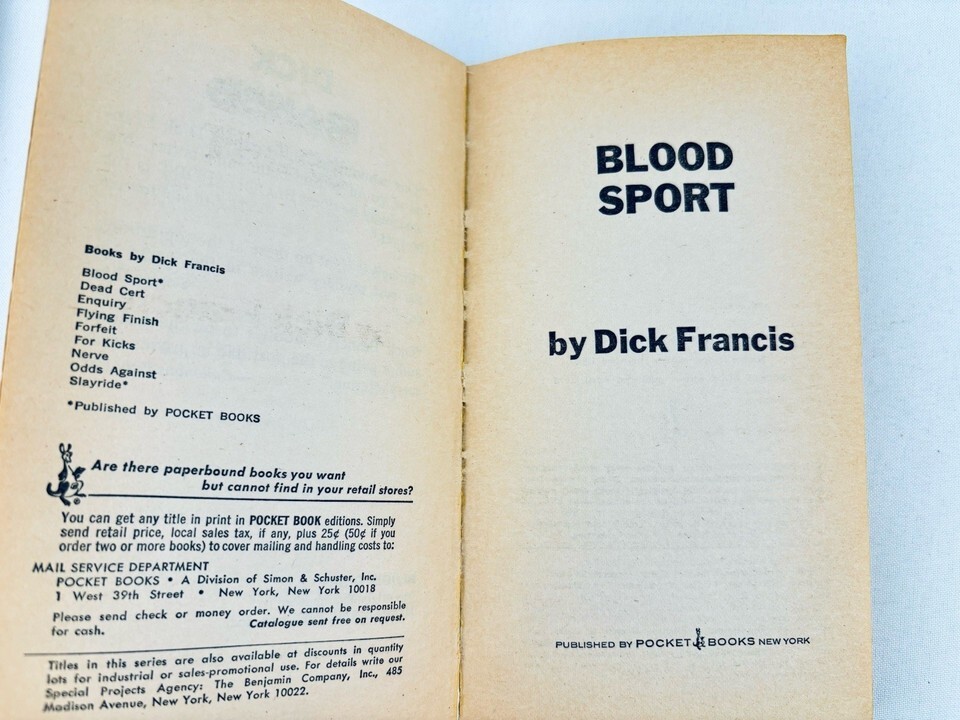 Books by Dick Francis
Blood Sport*
Dead Cert
Enquiry
Flying Finish
Forfeit
For Kicks
Nerve
Odds Against
Slayride*
*Published by POCKET BOOKS
Are there paperbound books you want
but cannot find in your retail stores?
You can get any title in print in POCKET BOOK editions. Simply
send retail price, local sales tax, if any, plus 25¢ (50¢ if you
order two or more books) to cover mailing and handling costs to:
MAIL SERVICE DEPARTMENT
POCKET BOOKS • A Division of Simon & Schuster, Inc.
1 West 39th Street • New York, New York 10018
Please send check or money order. We cannot be responsible
for cash. Catalogue sent free on request.
Titles in this series are also available at discounts in quantity
lots for industrial or sales-promotional use. For details write our
Special Projects Agency: The Benjamin Company, Inc., 485
Madison Avenue, New York, New York 10022.
BLOOD
SPORT
by Dick Francis
PUBLISHED BY POCKET BOOKS NEW YORK